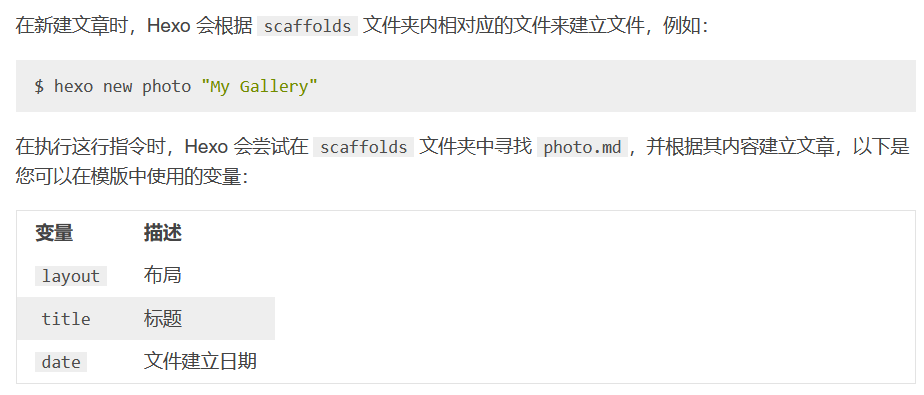 在新建文章时，Hexo 会根据 scaffolds 文件夹内相对应的文件来建立文件，例如：
$ hexo new photo "My Gallery"
在执行这行指令时，Hexo 会尝试在 scaffolds 文件夹中寻找 photo.md，并根据其内容建立文章，以下是
您可以在模版中使用的变量：
变量 描述
layout 布局
title 标题
date 文件建立日期